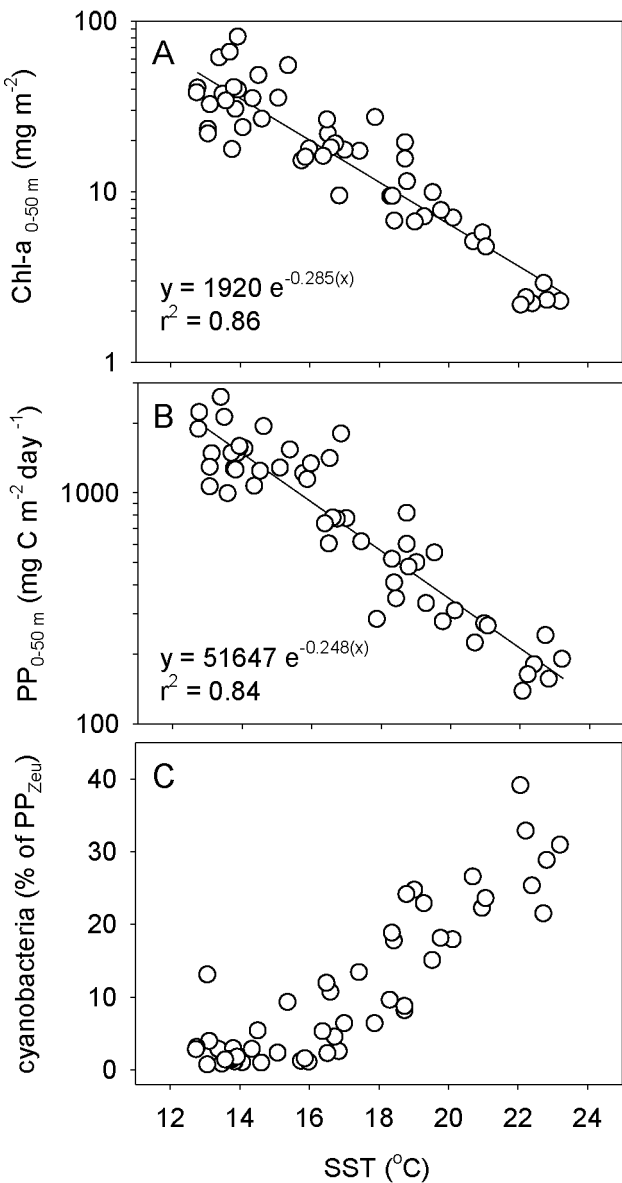 100
A
10
1
Chl-a 0-50 m (mg m-2)
y = 1920 e-0.285(x)
r2 = 0.86
B
1000
100
PP0-50 m (mg C m-2 day -1)
y = 51647 e-0.248(x)
r2 = 0.84
C
40
30
20
10
0
cyanobacteria (% of PPZeu)
12 14 16 18 20 22 24
SST (oC)